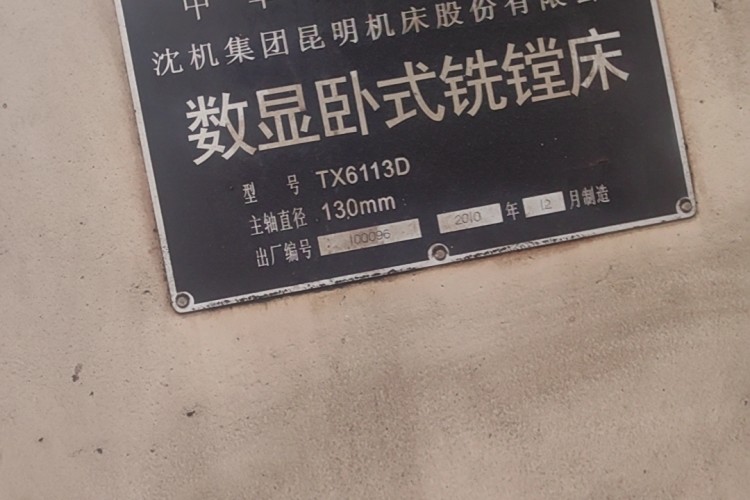 沈机集团昆明机床股份有限
数显卧式铣镗床
型 号 TX6113D
主轴直径 130mm
出厂编号 100096 2010 年 12 月制造